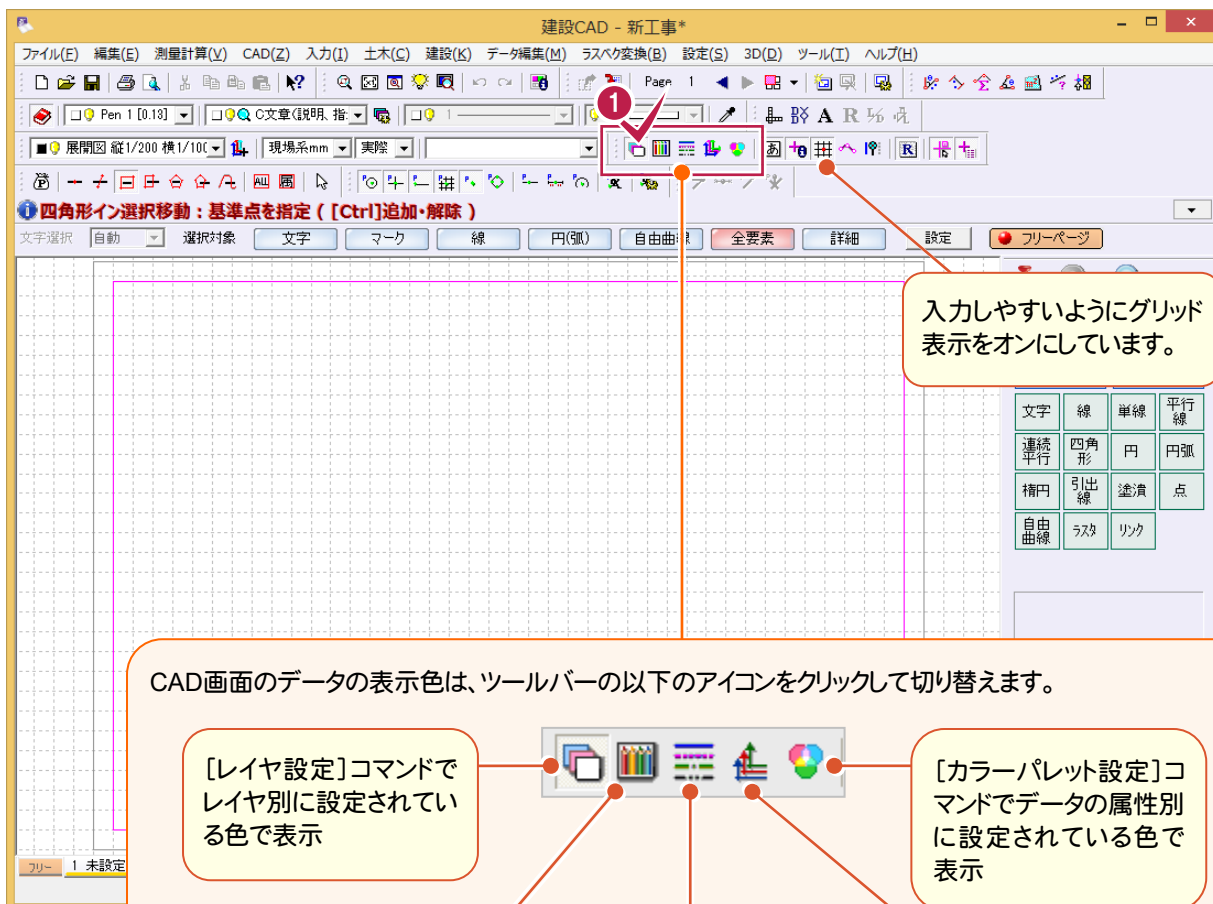 建設CAD - 新工事*
ファイル(F) 編集(E) 測量計算(V) CAD(Z) 入力(I) 土木(C) 建設(K) データ編集(M) ラスベク変換(B) 設定(S) 3D(D) ツール(T) ヘルプ(H)
Page 1
1
Pen 1 [0.13] C文章(説明、指: 1
展開図 縦1/200 横1/10( 現場系mm 実際
四角形イン選択移動：基準点を指定 ( [Ctrl]追加・解除 )
文字選択 自動 選択対象 文字 マーク 線 円(弧) 自由曲線 全要素 詳細 設定 フリーページ
入力しやすいようにグリッド
表示をオンにしています。
文字 線 単線 平行線
連続平行 四角形 円 円弧
楕円 引出線 塗潰 点
自由曲線 ラスタ リンク
CAD画面のデータの表示色は、ツールバーの以下のアイコンをクリックして切り替えます。
［レイヤ設定］コマンドで
レイヤ別に設定されてい
る色で表示
［カラーパレット設定］コ
マンドでデータの属性別
に設定されている色で
表示
フリー 1 未設定